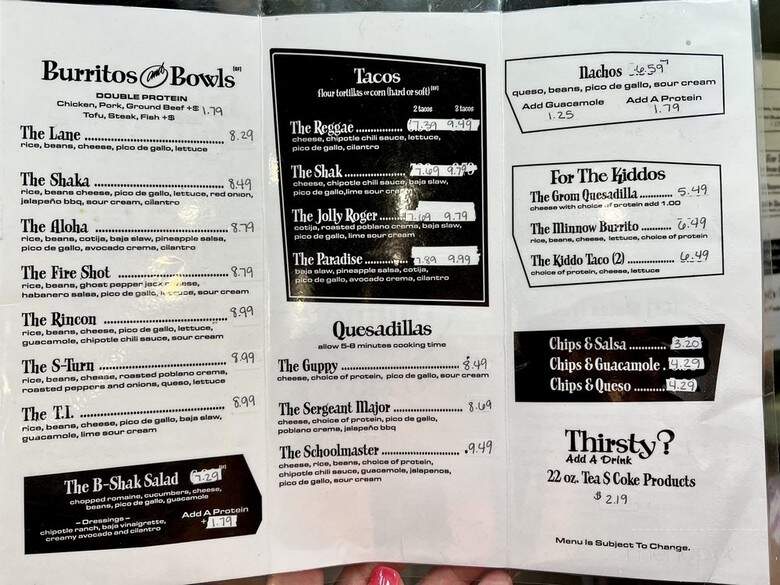 Burritos and Bowls
DOUBLE PROTEIN
Chicken, Pork, Ground Beef +$ 1.79
Tofu, Steak, Fish +$
The Lane 8.29
rice, beans, cheese, pico de gallo, lettuce
The Shaka 8.49
rice, beans cheese, pico de gallo, lettuce, red onion,
jalapeño bbq, sour cream, cilantro
The Aloha 8.79
rice, beans, cotija, baja slaw, pineapple salsa,
pico de gallo, avocado crema, cilantro
The Fire Shot 8.79
rice, beans, ghost pepper jack cheese,
habanero salsa, pico de gallo, lettuce, sour cream
The Rincon 8.99
rice, beans, cheese, pico de gallo, lettuce,
guacamole, chipotle chili sauce, sour cream
The S-Turn 8.99
rice, beans, cheese, roasted poblano crema,
roasted peppers and onions, queso, lettuce
The T.I. 8.99
rice, beans, cheese, pico de gallo, baja slaw,
guacamole, lime sour cream
The B-Shak Salad 7.29
chopped romaine, cucumbers, cheese,
beans, pico de gallo, guacamole
– Dressings –
chipotle ranch, baja vinaigrette,
creamy avocado and cilantro
Add A Protein
+ 1.79
Tacos
flour tortillas or corn (hard or soft)
2 tacos 3 tacos
The Reggae 7.39 9.49
cheese, chipotle chili sauce, lettuce,
pico de gallo, cilantro
The Shak 7.69 9.79
cheese, chipotle chili sauce, baja slaw,
pico de gallo, lime sour cream
The Jolly Roger 7.69 9.79
cotija, roasted poblano crema, baja slaw,
pico de gallo, lime sour cream
The Paradise 7.89 9.99
baja slaw, pineapple salsa, cotija,
pico de gallo, avocado crema, cilantro
Quesadillas
allow 5-8 minutes cooking time
The Guppy 8.49
cheese, choice of protein, pico de gallo, sour cream
The Sergeant Major 8.69
cheese, choice of protein, pico de gallo,
poblano crema, jalapeño bbq
The Schoolmaster 9.49
cheese, rice, beans, choice of protein,
chipotle chili sauce, guacamole, jalapenos,
pico de gallo, sour cream
Nachos 6.59
queso, beans, pico de gallo, sour cream
Add Guacamole Add A Protein
1.25 1.79
For The Kiddos
The Grom Quesadilla 5.49
cheese with choice of protein add 1.00
The Minnow Burrito 6.49
rice, beans, cheese, lettuce, choice of protein
The Kiddo Taco (2) 6.49
choice of protein, cheese, lettuce
Chips & Salsa 3.20
Chips & Guacamole 4.29
Chips & Queso 4.29
Thirsty?
Add A Drink
22 oz. Tea & Coke Products
$ 2.19
Menu Is Subject To Change.